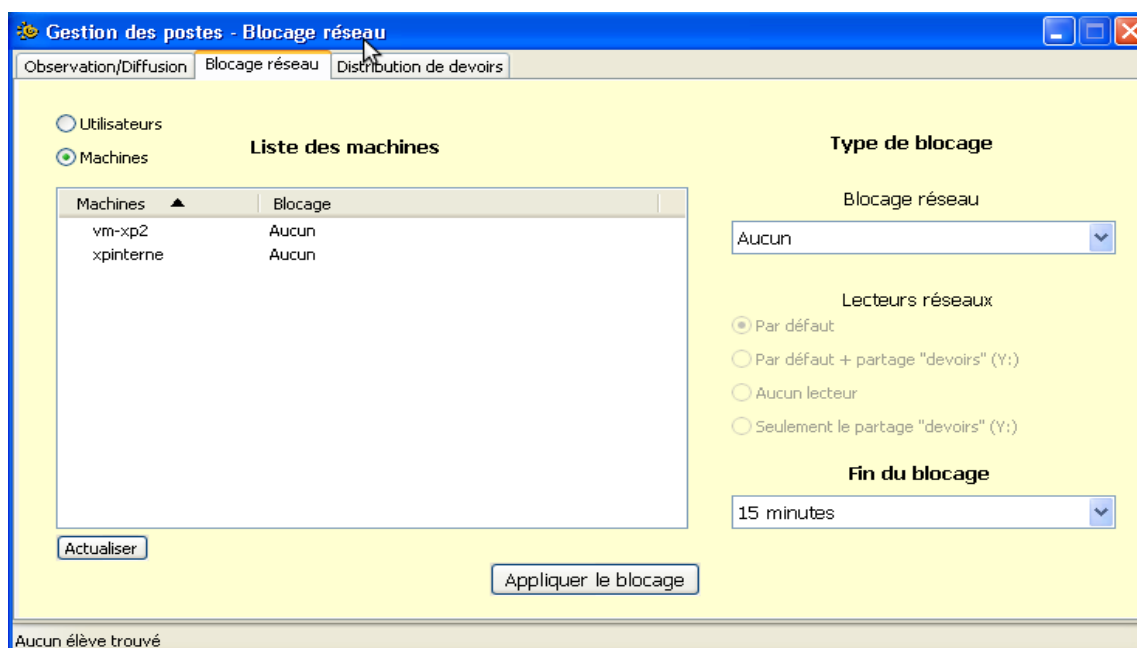 Gestion des postes - Blocage réseau
Observation/Diffusion Blocage réseau Distribution de devoirs
Utilisateurs
Machines
Liste des machines
Machines Blocage
vm-xp2 Aucun
xpinterne Aucun
Actualiser
Type de blocage
Blocage réseau
Aucun
Lecteurs réseaux
Par défaut
Par défaut + partage "devoirs" (Y:)
Aucun lecteur
Seulement le partage "devoirs" (Y:)
Fin du blocage
15 minutes
Appliquer le blocage
Aucun élève trouvé